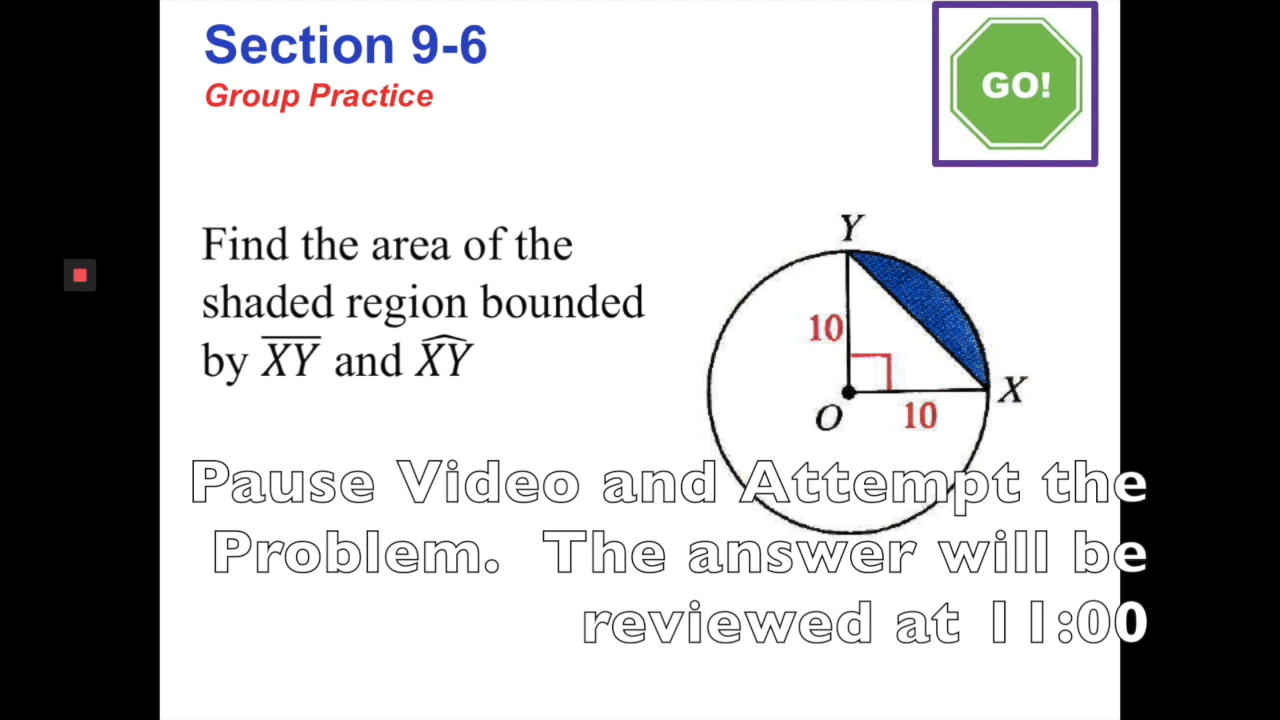 Section 9-6
Group Practice
GO!
Find the area of the
shaded region bounded
by XY and XY
Y
10
X
O
10
Pause Video and Attempt the
Problem. The answer will be
reviewed at 11:00